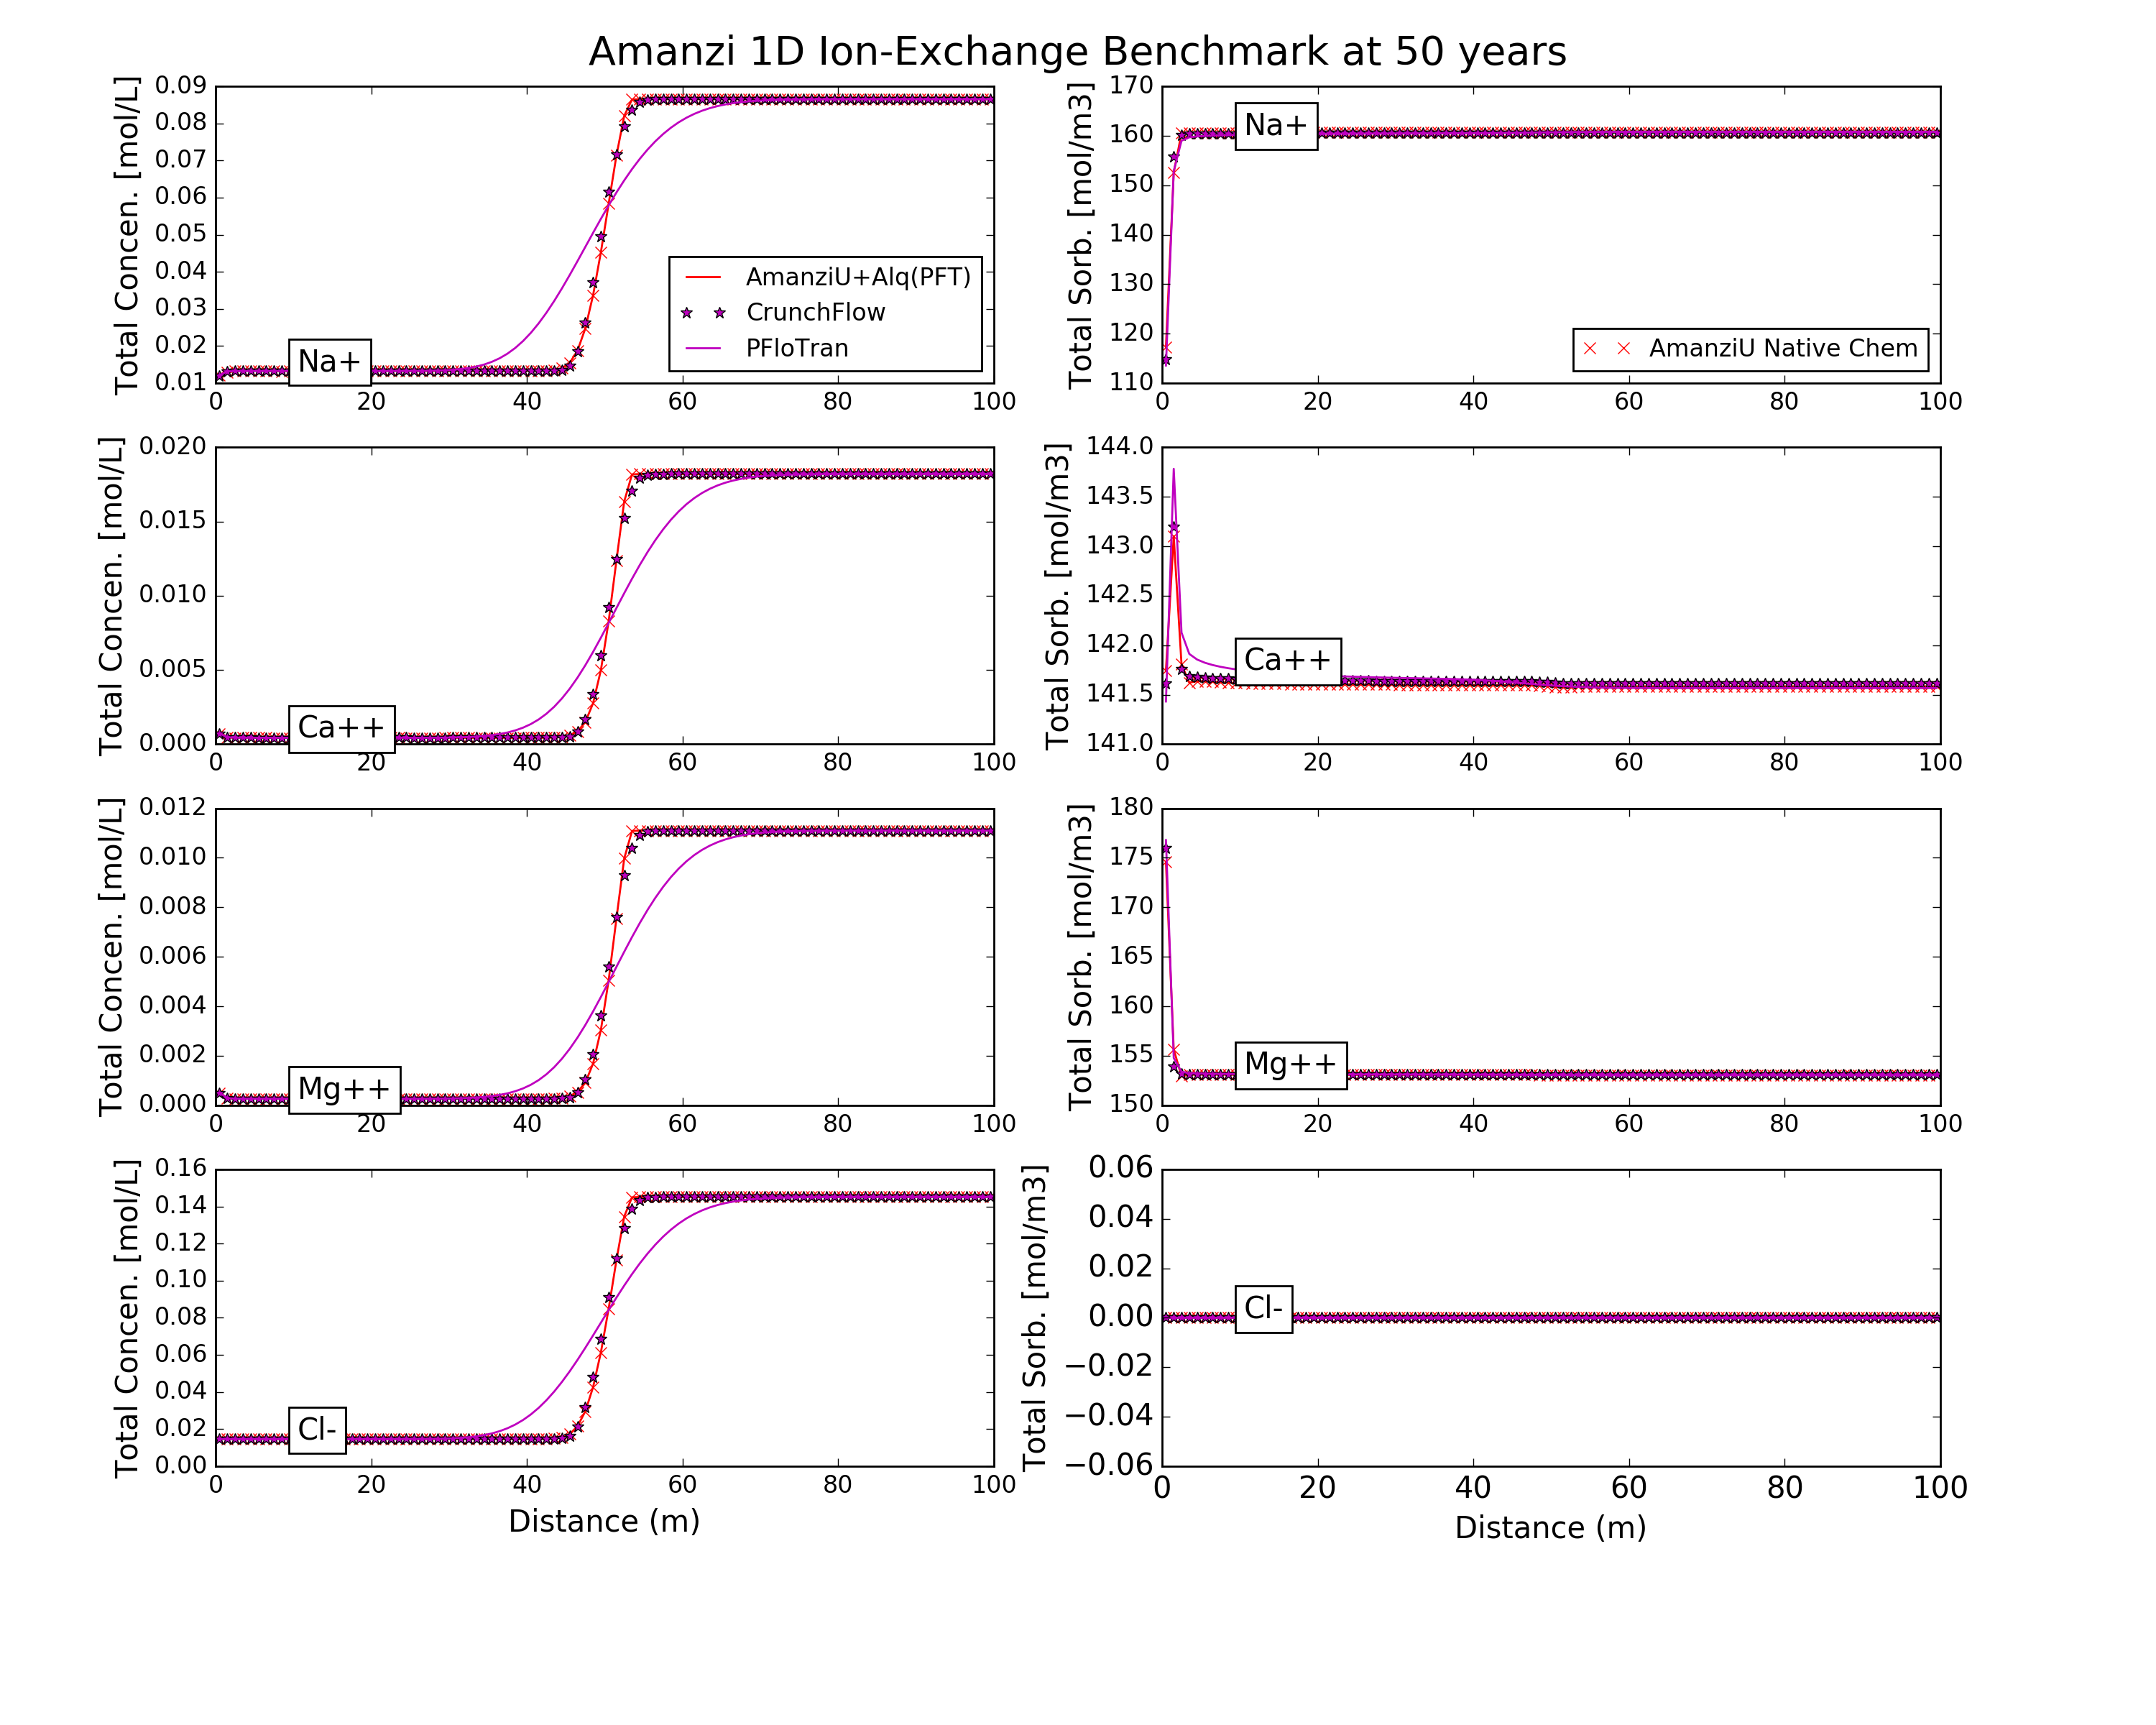 Amanzi 1D Ion-Exchange Benchmark at 50 years
Total Concen. [mol/L]
0.09
0.08
0.07
0.06
0.05
0.04
0.03
0.02
0.01
Na+
AmanziU+Alq(PFT)
CrunchFlow
PFloTran
0 20 40 60 80 100
Total Sorb. [mol/m3]
170
160
150
140
130
120
110
Na+
AmanziU Native Chem
0 20 40 60 80 100
Total Concen. [mol/L]
0.020
0.015
0.010
0.005
0.000
Ca++
0 20 40 60 80 100
Total Sorb. [mol/m3]
144.0
143.5
143.0
142.5
142.0
141.5
141.0
Ca++
0 20 40 60 80 100
Total Concen. [mol/L]
0.012
0.010
0.008
0.006
0.004
0.002
0.000
Mg++
0 20 40 60 80 100
Total Sorb. [mol/m3]
180
175
170
165
160
155
150
Mg++
0 20 40 60 80 100
Total Concen. [mol/L]
0.16
0.14
0.12
0.10
0.08
0.06
0.04
0.02
0.00
Cl-
0 20 40 60 80 100
Distance (m)
Total Sorb. [mol/m3]
0.06
0.04
0.02
0.00
−0.02
−0.04
−0.06
Cl-
0 20 40 60 80 100
Distance (m)